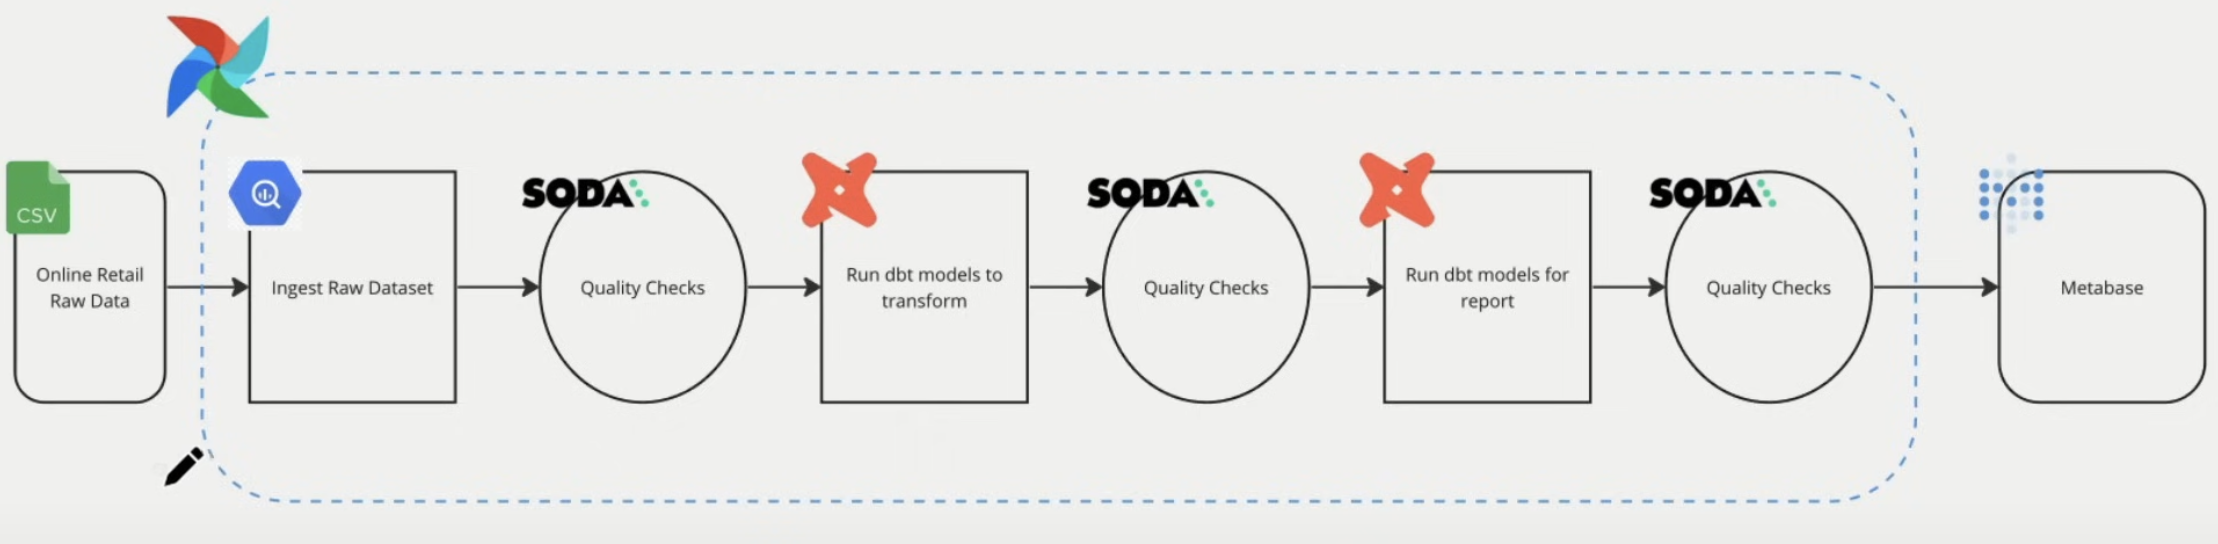 CSV
Online Retail
Raw Data
Ingest Raw Dataset
SODA
Quality Checks
Run dbt models to
transform
SODA
Quality Checks
Run dbt models for
report
SODA
Quality Checks
Metabase